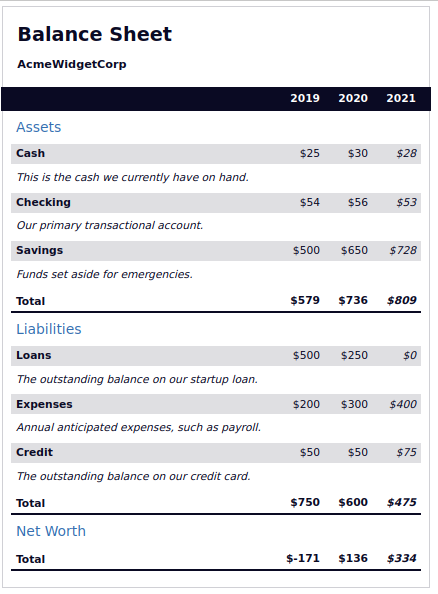 Balance Sheet
AcmeWidgetCorp
2019 2020 2021
Assets
Cash $25 $30 $28
This is the cash we currently have on hand.
Checking $54 $56 $53
Our primary transactional account.
Savings $500 $650 $728
Funds set aside for emergencies.
Total $579 $736 $809
Liabilities
Loans $500 $250 $0
The outstanding balance on our startup loan.
Expenses $200 $300 $400
Annual anticipated expenses, such as payroll.
Credit $50 $50 $75
The outstanding balance on our credit card.
Total $750 $600 $475
Net Worth
Total $-171 $136 $334